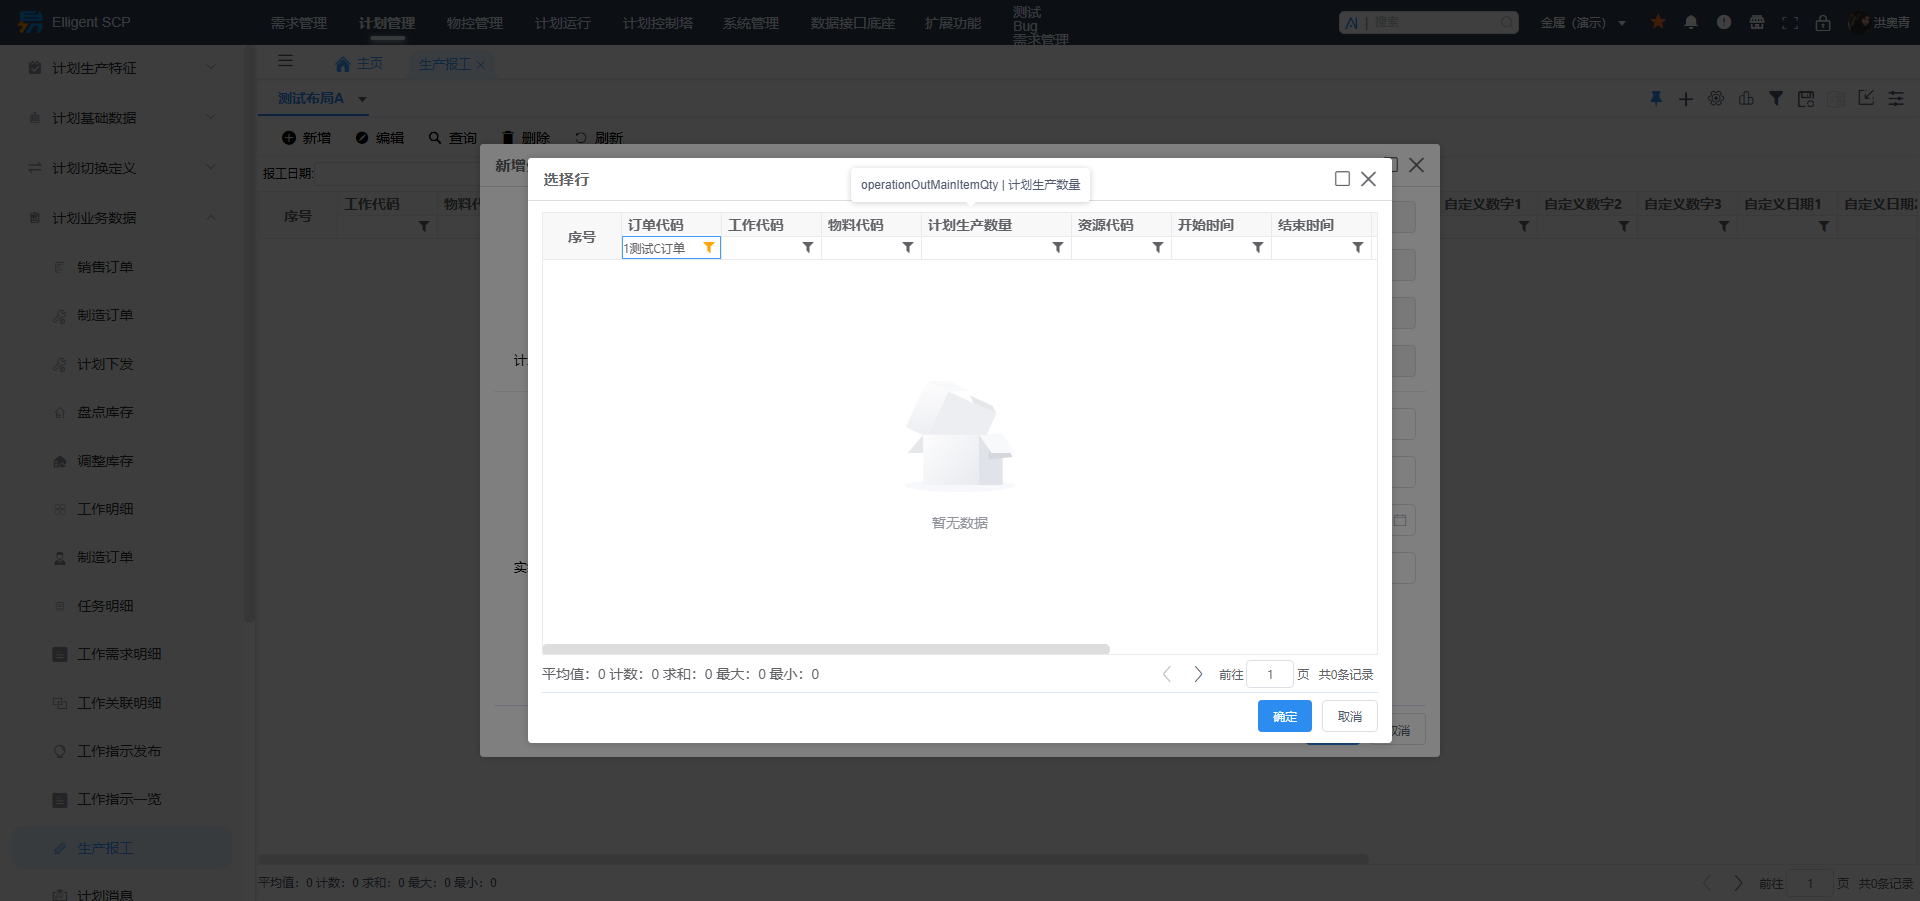 Elligent SCP
需求管理 计划管理 物控管理 计划运行 计划控制塔 系统管理 数据接口底座 扩展功能
测试
Bug
需求管理
搜索
金属（演示）
洪奥青
计划生产特征
计划基础数据
计划切换定义
计划业务数据
销售订单
制造订单
计划下发
盘点库存
调整库存
工作明细
制造订单
任务明细
工作需求明细
工作关联明细
工作指示发布
工作指示一览
生产报工
计划消息
主页 生产报工
测试布局A
新增 编辑 查询 删除 刷新
报工日期:
序号 工作代码 物料代
自定义数字1 自定义数字2 自定义数字3 自定义日期1 自定义日期2
新增
计
实
取消
选择行
operationOutMainItemQty | 计划生产数量
序号 订单代码 工作代码 物料代码 计划生产数量 资源代码 开始时间 结束时间
1测试C订单
暂无数据
平均值：0 计数：0 求和：0 最大：0 最小：0
前往 1 页 共0条记录
确定 取消
平均值：0 计数：0 求和：0 最大：0 最小：0
前往 1 页 共0条记录